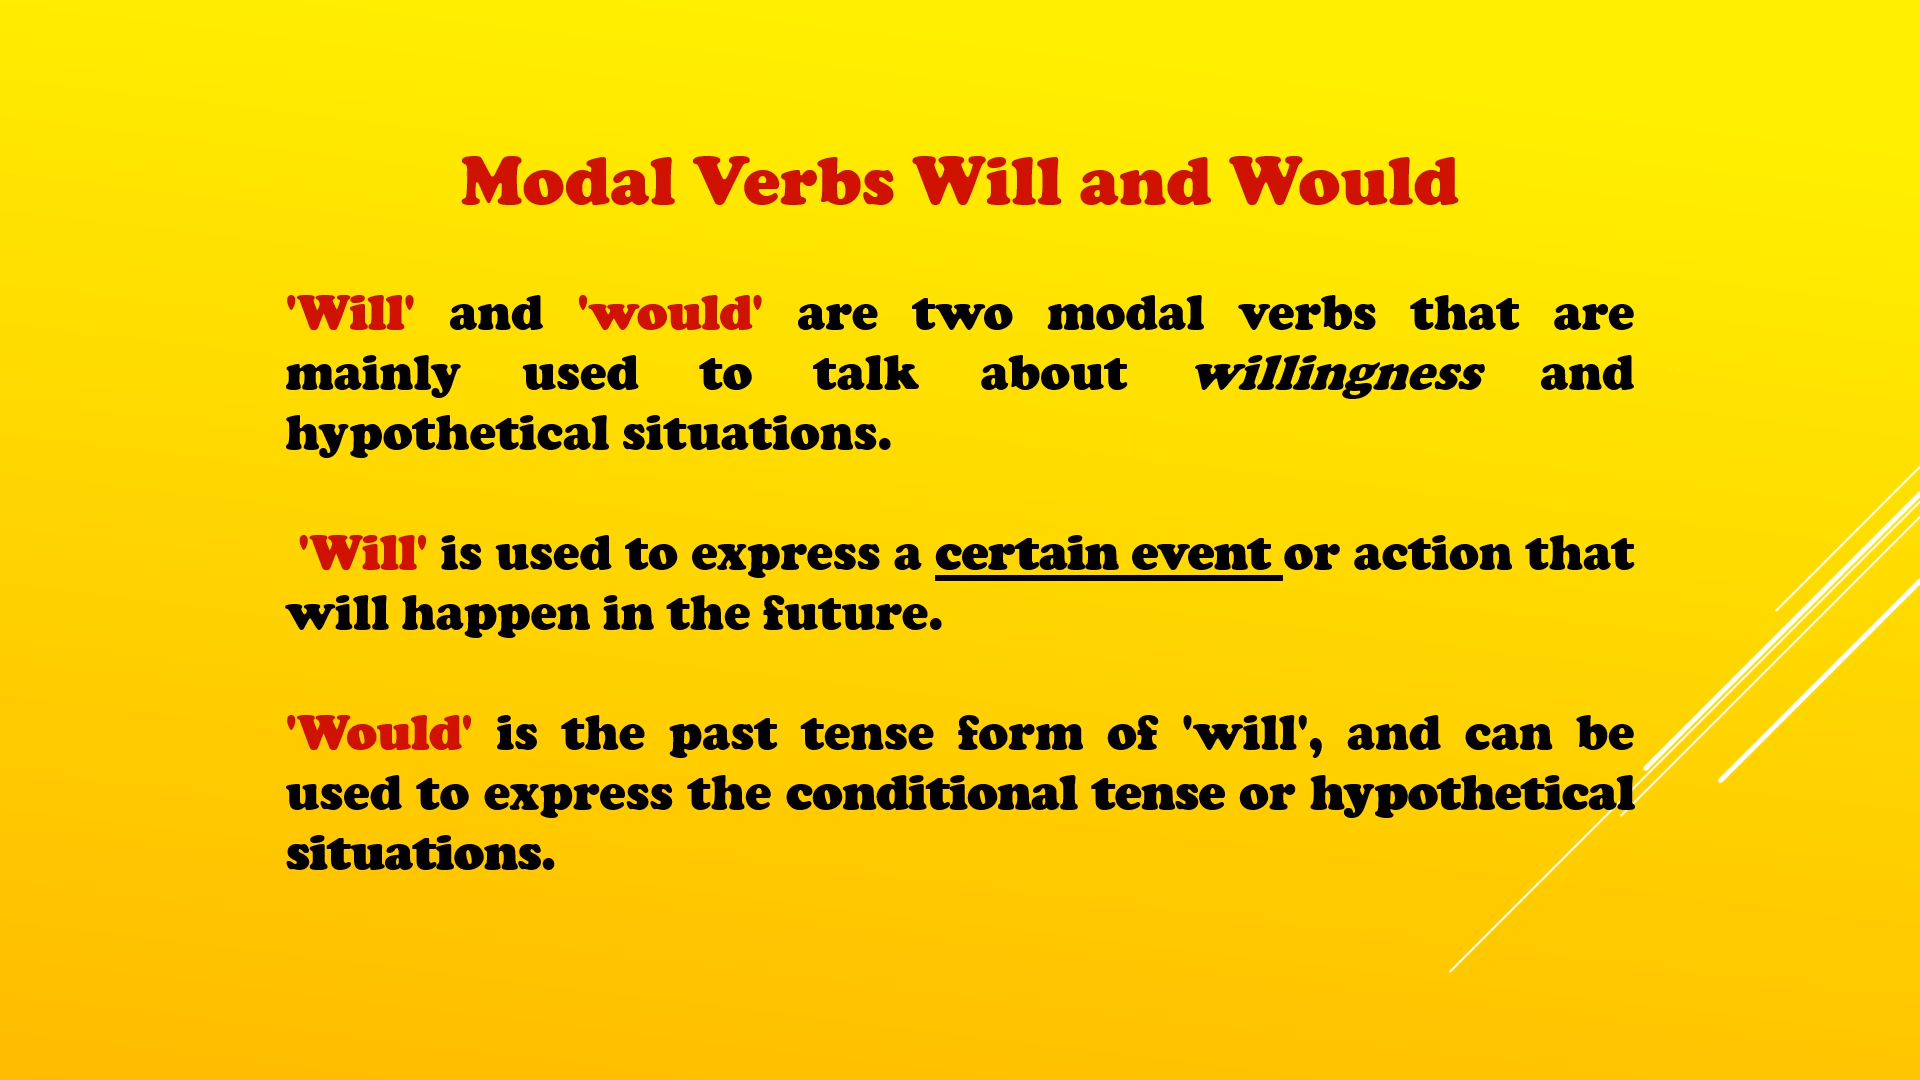 Modal Verbs Will and Would
'Will' and 'would' are two modal verbs that are
mainly used to talk about willingness and
hypothetical situations.
'Will' is used to express a certain event or action that
will happen in the future.
'Would' is the past tense form of 'will', and can be
used to express the conditional tense or hypothetical
situations.